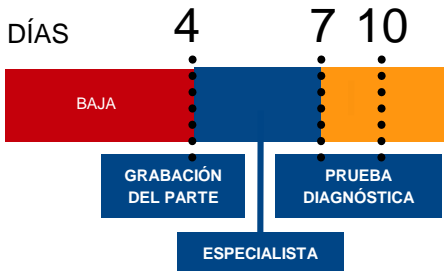 DÍAS 4 7 10
BAJA
GRABACIÓN
DEL PARTE
PRUEBA
DIAGNÓSTICA
ESPECIALISTA